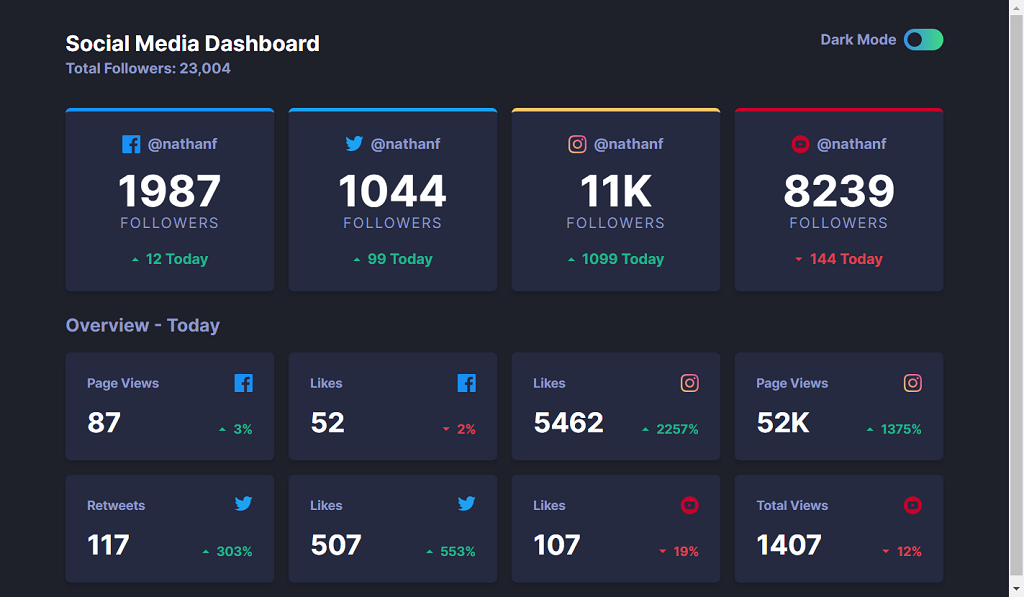 Social Media Dashboard
Total Followers: 23,004
Dark Mode
@nathanf
1987
FOLLOWERS
12 Today
@nathanf
1044
FOLLOWERS
99 Today
@nathanf
11K
FOLLOWERS
1099 Today
@nathanf
8239
FOLLOWERS
144 Today
Overview - Today
Page Views
87
3%
Likes
52
2%
Likes
5462
2257%
Page Views
52K
1375%
Retweets
117
303%
Likes
507
553%
Likes
107
19%
Total Views
1407
12%